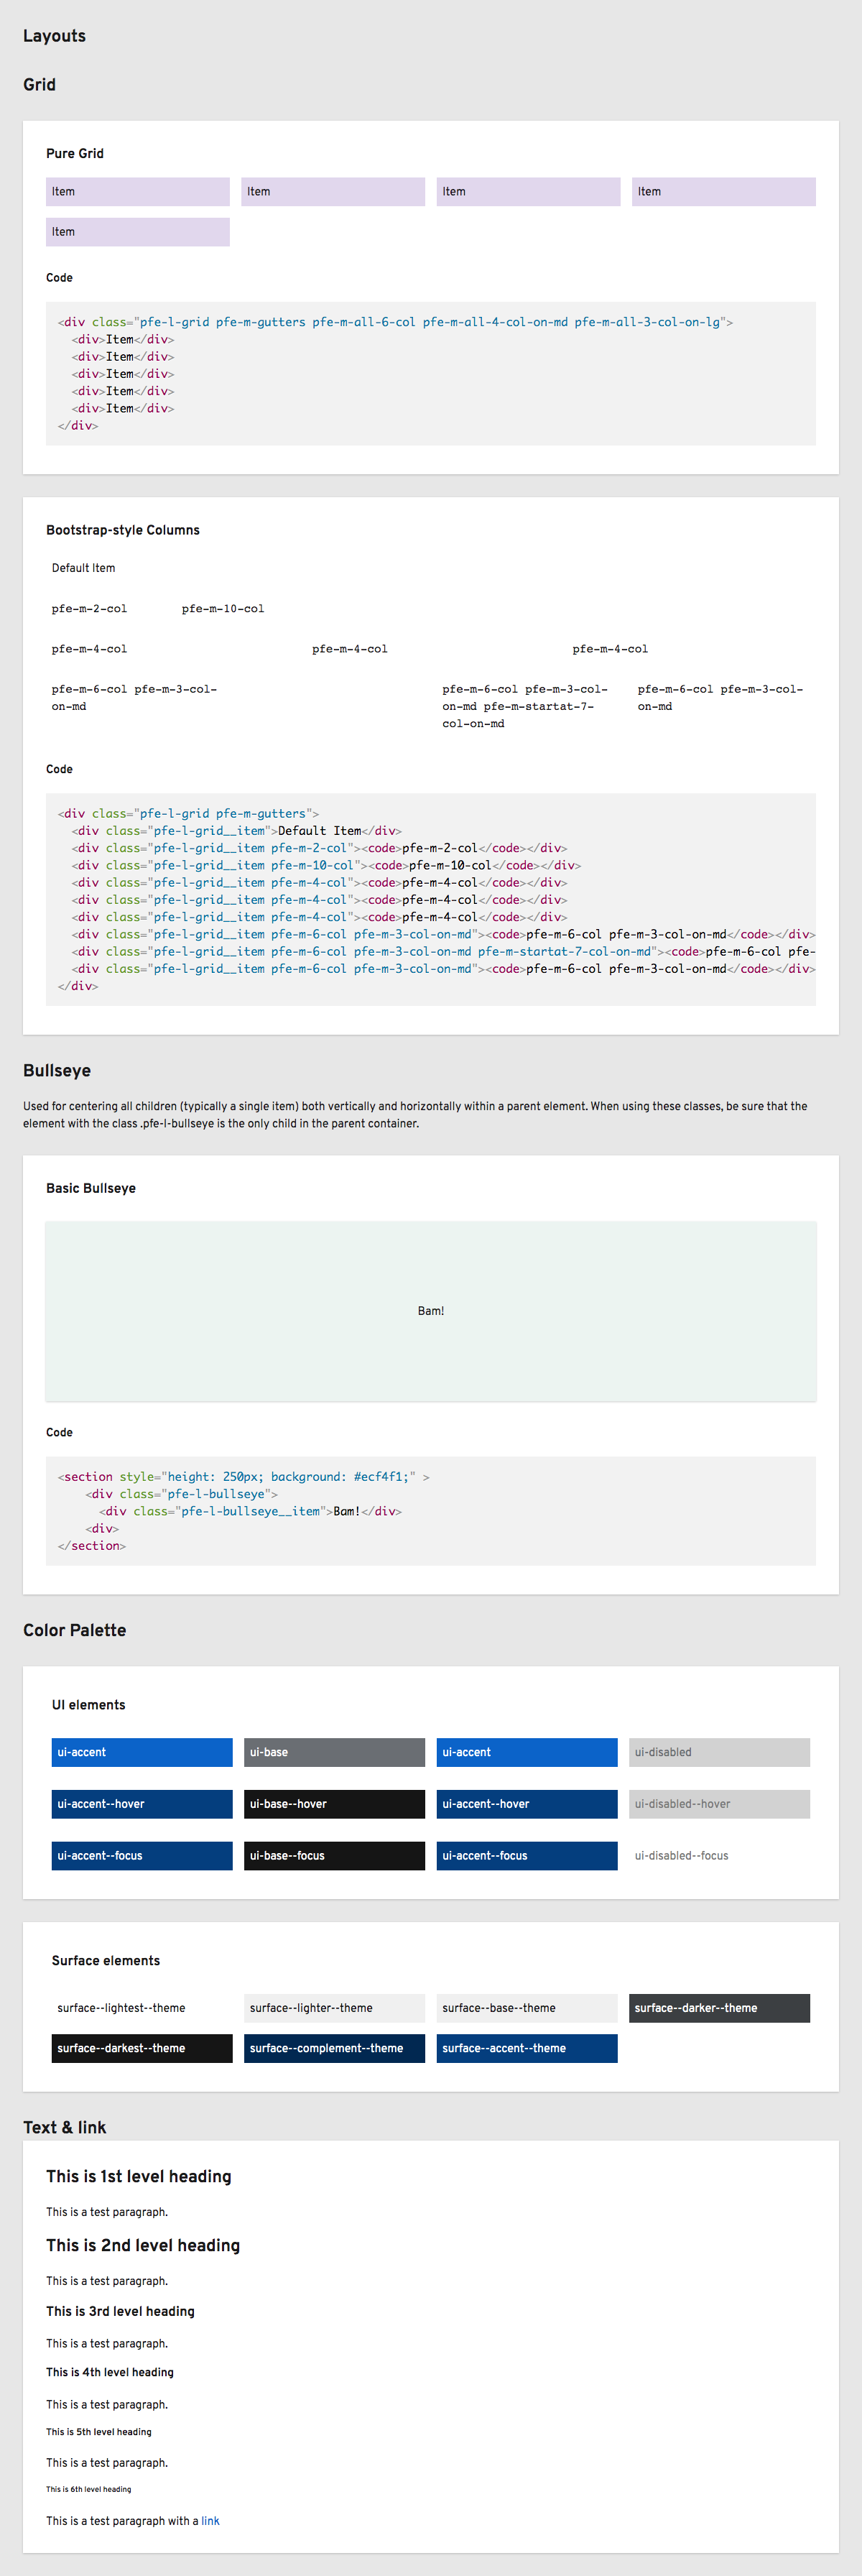 Layouts
Grid
Pure Grid
Item Item Item Item
Item
Code
<div class="pfe-l-grid pfe-m-gutters pfe-m-all-6-col pfe-m-all-4-col-on-md pfe-m-all-3-col-on-lg">
  <div>Item</div>
  <div>Item</div>
  <div>Item</div>
  <div>Item</div>
  <div>Item</div>
</div>
Bootstrap-style Columns
Default Item
pfe-m-2-col pfe-m-10-col
pfe-m-4-col pfe-m-4-col pfe-m-4-col
pfe-m-6-col pfe-m-3-col-
on-md
pfe-m-6-col pfe-m-3-col-
on-md pfe-m-startat-7-
col-on-md
pfe-m-6-col pfe-m-3-col-
on-md
Code
<div class="pfe-l-grid pfe-m-gutters">
  <div class="pfe-l-grid__item">Default Item</div>
  <div class="pfe-l-grid__item pfe-m-2-col"><code>pfe-m-2-col</code></div>
  <div class="pfe-l-grid__item pfe-m-10-col"><code>pfe-m-10-col</code></div>
  <div class="pfe-l-grid__item pfe-m-4-col"><code>pfe-m-4-col</code></div>
  <div class="pfe-l-grid__item pfe-m-4-col"><code>pfe-m-4-col</code></div>
  <div class="pfe-l-grid__item pfe-m-4-col"><code>pfe-m-4-col</code></div>
  <div class="pfe-l-grid__item pfe-m-6-col pfe-m-3-col-on-md"><code>pfe-m-6-col pfe-m-3-col-on-md</code></div>
  <div class="pfe-l-grid__item pfe-m-6-col pfe-m-3-col-on-md pfe-m-startat-7-col-on-md"><code>pfe-m-6-col pfe-
  <div class="pfe-l-grid__item pfe-m-6-col pfe-m-3-col-on-md"><code>pfe-m-6-col pfe-m-3-col-on-md</code></div>
</div>
Bullseye
Used for centering all children (typically a single item) both vertically and horizontally within a parent element. When using these classes, be sure that the
element with the class .pfe-l-bullseye is the only child in the parent container.
Basic Bullseye
Bam!
Code
<section style="height: 250px; background: #ecf4f1;" >
    <div class="pfe-l-bullseye">
      <div class="pfe-l-bullseye__item">Bam!</div>
    <div>
</section>
Color Palette
UI elements
ui-accent ui-base ui-accent ui-disabled
ui-accent--hover ui-base--hover ui-accent--hover ui-disabled--hover
ui-accent--focus ui-base--focus ui-accent--focus ui-disabled--focus
Surface elements
surface--lightest--theme surface--lighter--theme surface--base--theme surface--darker--theme
surface--darkest--theme surface--complement--theme surface--accent--theme
Text & link
This is 1st level heading
This is a test paragraph.
This is 2nd level heading
This is a test paragraph.
This is 3rd level heading
This is a test paragraph.
This is 4th level heading
This is a test paragraph.
This is 5th level heading
This is a test paragraph.
This is 6th level heading
This is a test paragraph with a link